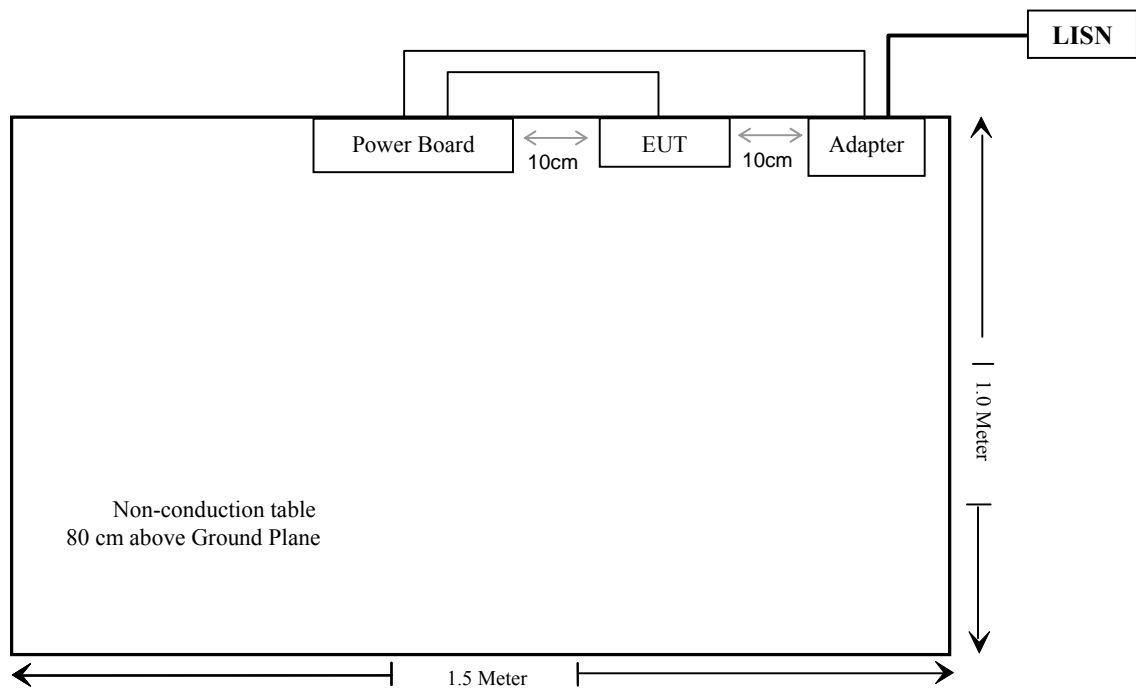 LISN
Power Board
EUT
Adapter
10cm
10cm
1.0 Meter
Non-conduction table
80 cm above Ground Plane
1.5 Meter